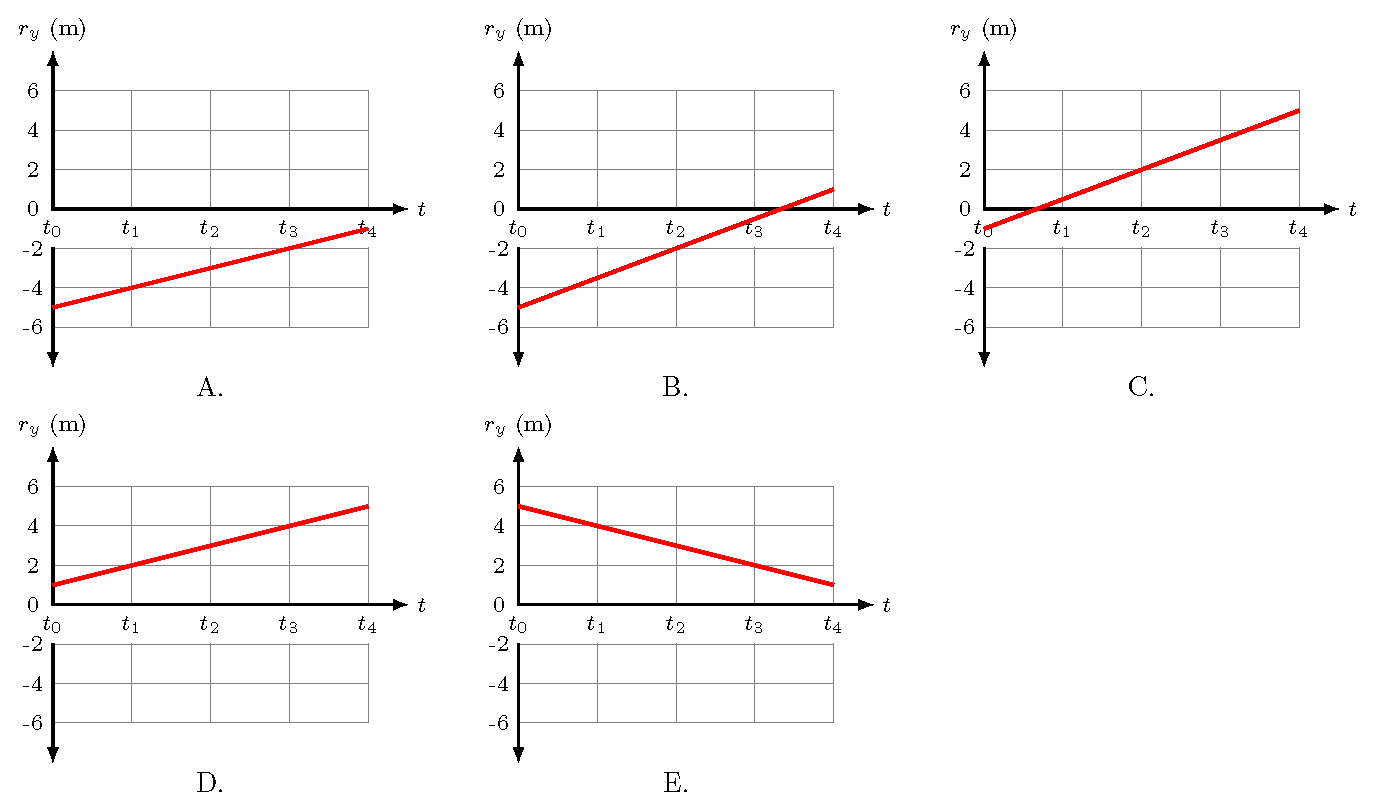 r_y (m) r_y (m) r_y (m)
6 6 6
4 4 4
2 2 2
0 t 0 t 0 t
t_0 t_1 t_2 t_3 t_4 t_0 t_1 t_2 t_3 t_4 t_0 t_1 t_2 t_3 t_4
-2 -2 -2
-4 -4 -4
-6 -6 -6
A. B. C.
r_y (m) r_y (m)
6 6
4 4
2 2
0 t 0 t
t_0 t_1 t_2 t_3 t_4 t_0 t_1 t_2 t_3 t_4
-2 -2
-4 -4
-6 -6
D. E.